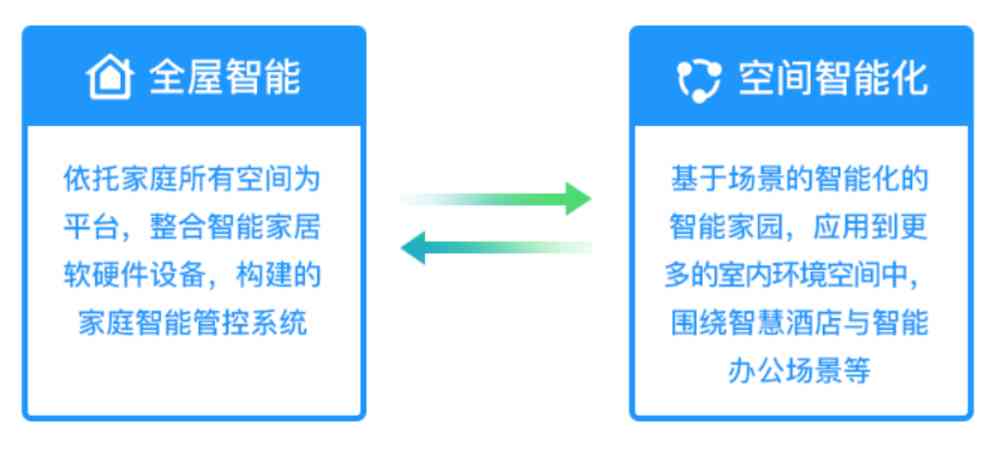 全屋智能
依托家庭所有空间为
平台，整合智能家居
软硬件设备，构建的
家庭智能管控系统
空间智能化
基于场景的智能化的
智能家园，应用到更
多的室内环境空间中，
围绕智慧酒店与智能
办公场景等